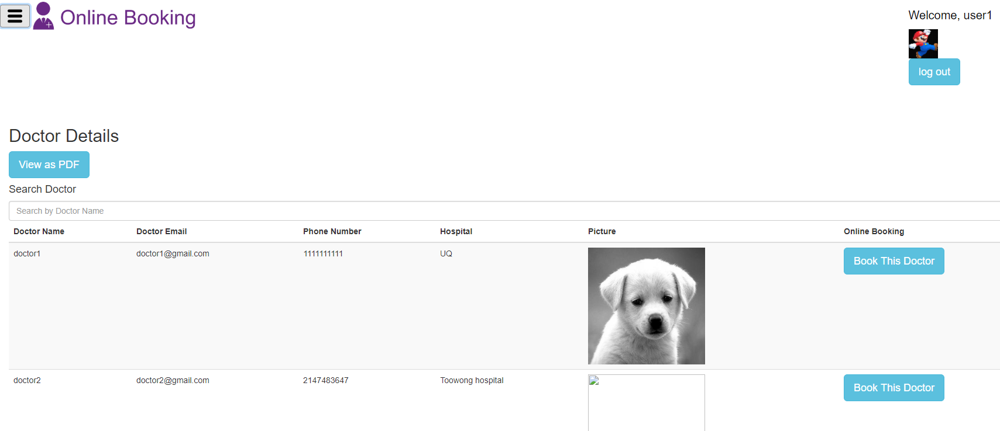 Online Booking
Welcome, user1
log out
Doctor Details
View as PDF
Search Doctor
Search by Doctor Name
Doctor Name Doctor Email Phone Number Hospital Picture Online Booking
doctor1 doctor1@gmail.com 1111111111 UQ Book This Doctor
doctor2 doctor2@gmail.com 2147483647 Toowong hospital Book This Doctor